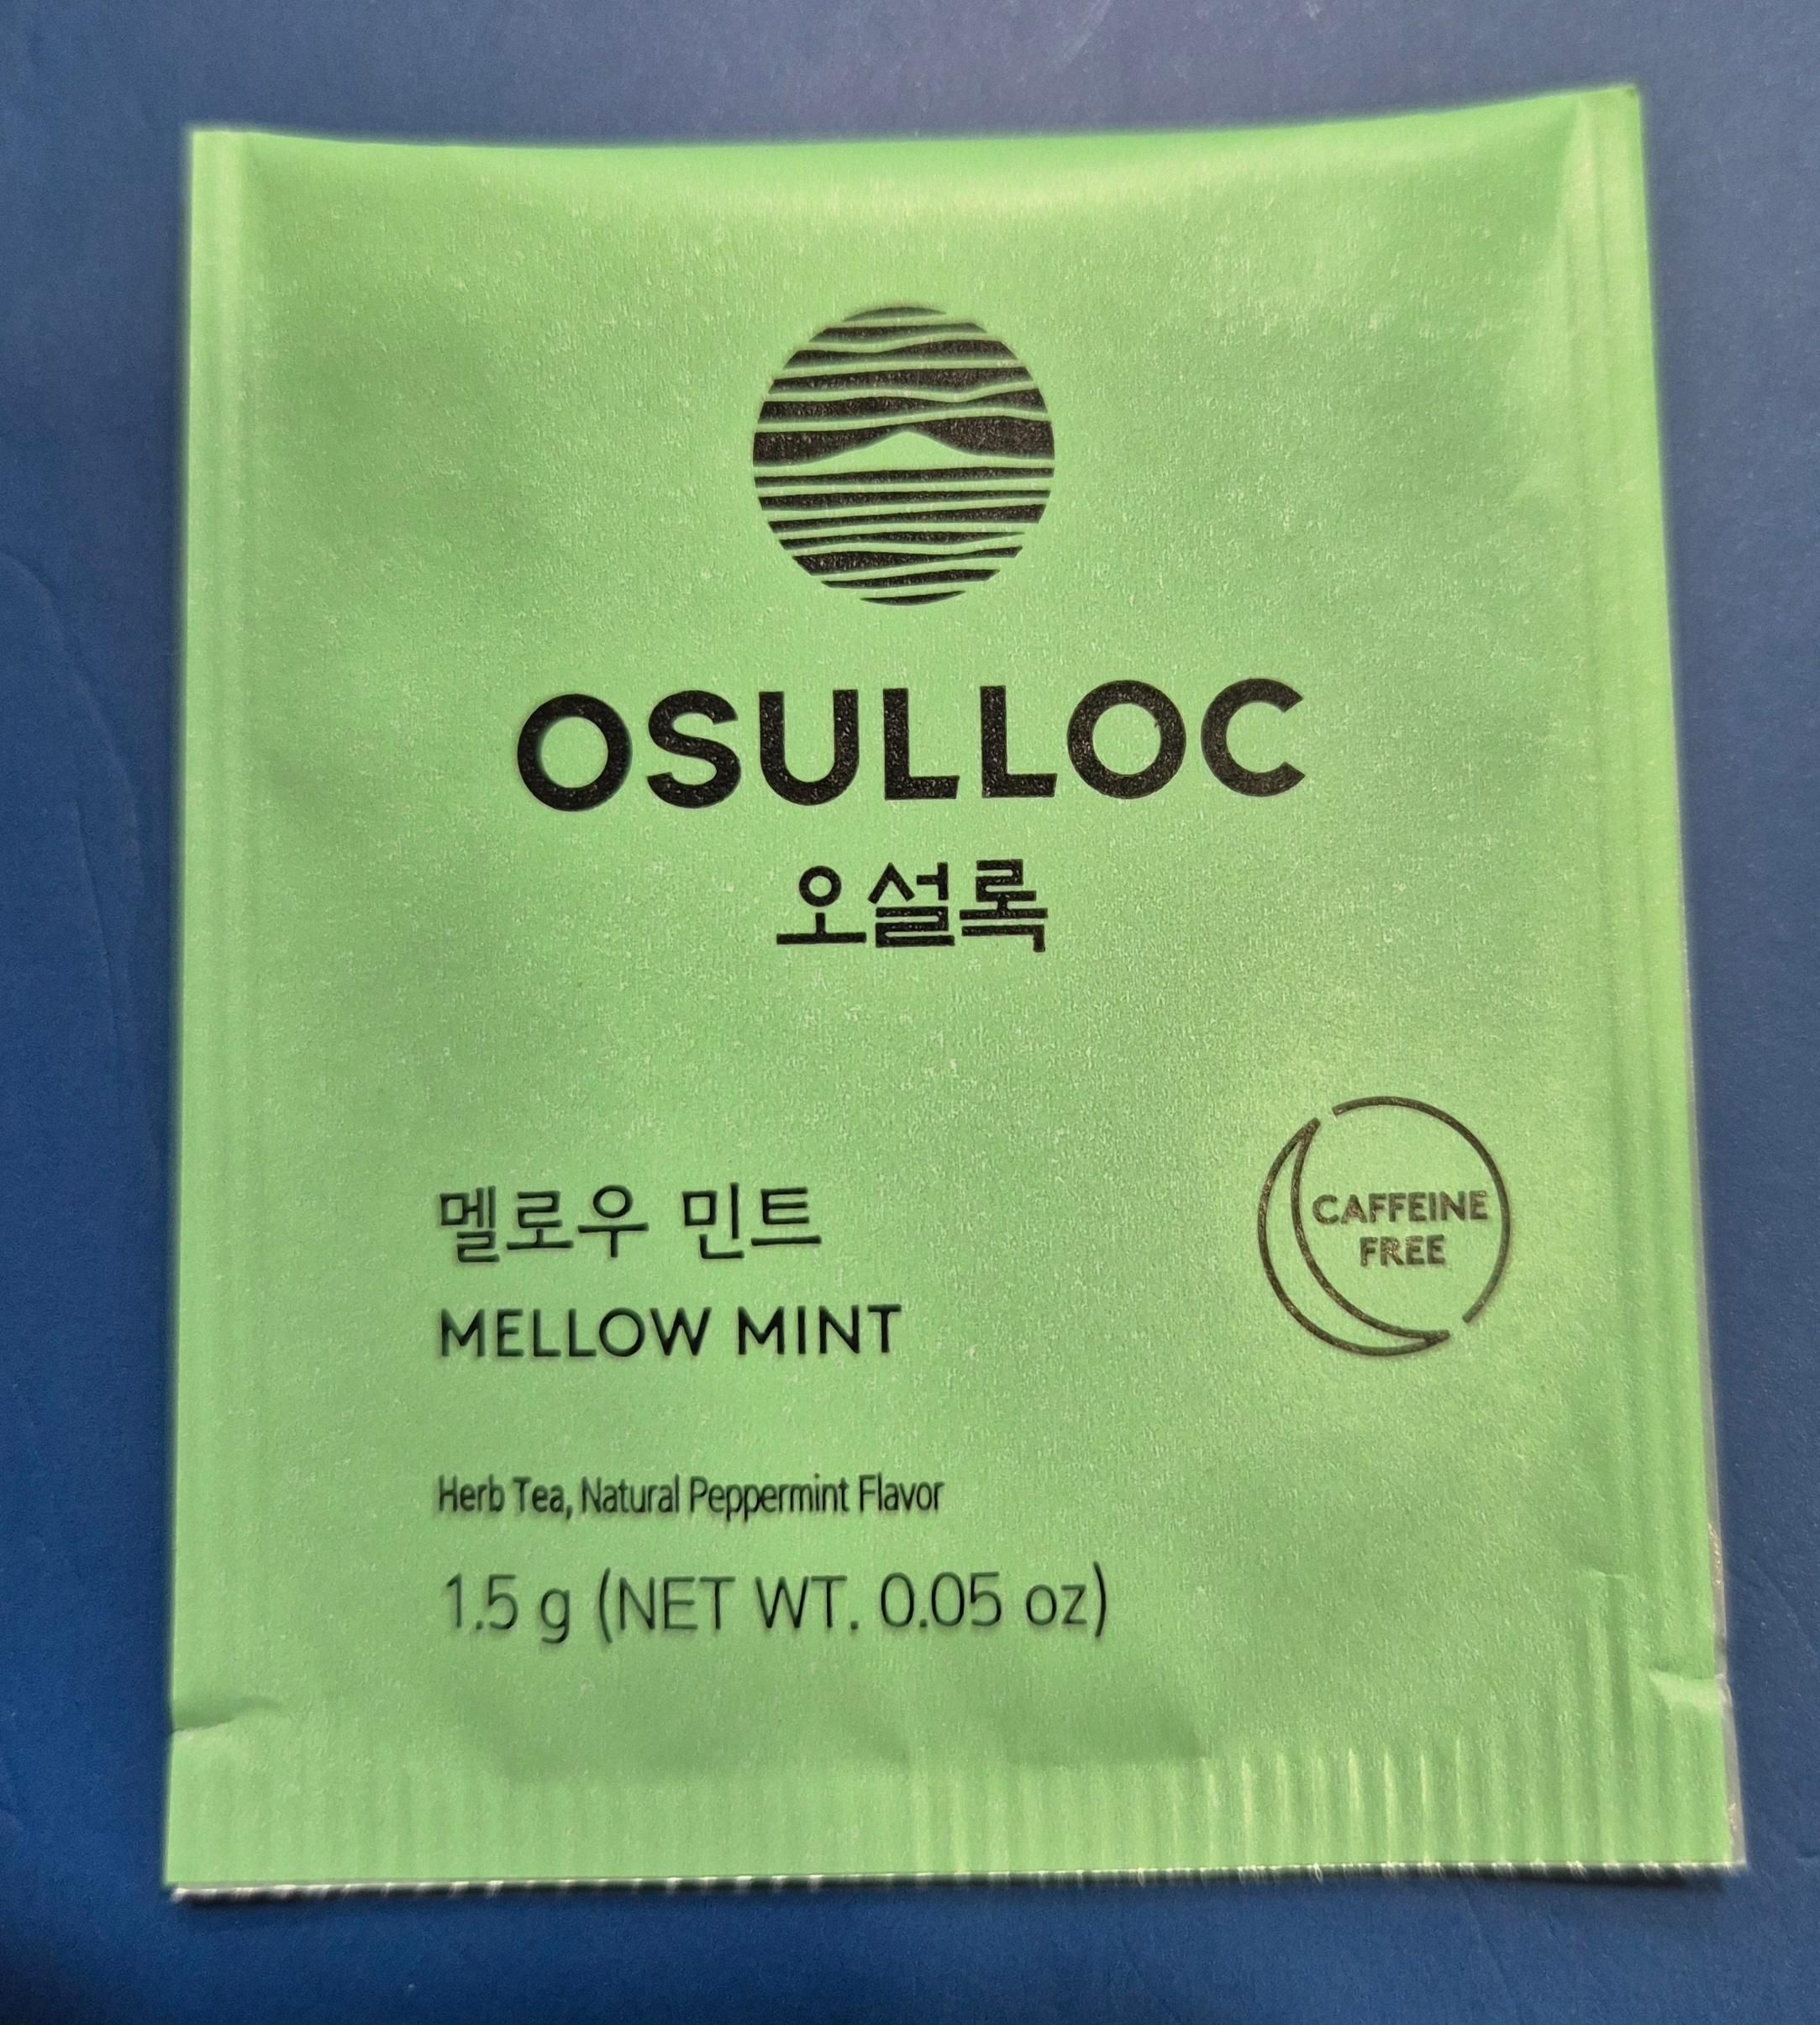 OSULLOC
오설록
멜로우 민트
MELLOW MINT
CAFFEINE
FREE
Herb Tea, Natural Peppermint Flavor
1.5 g (NET WT. 0.05 oz)